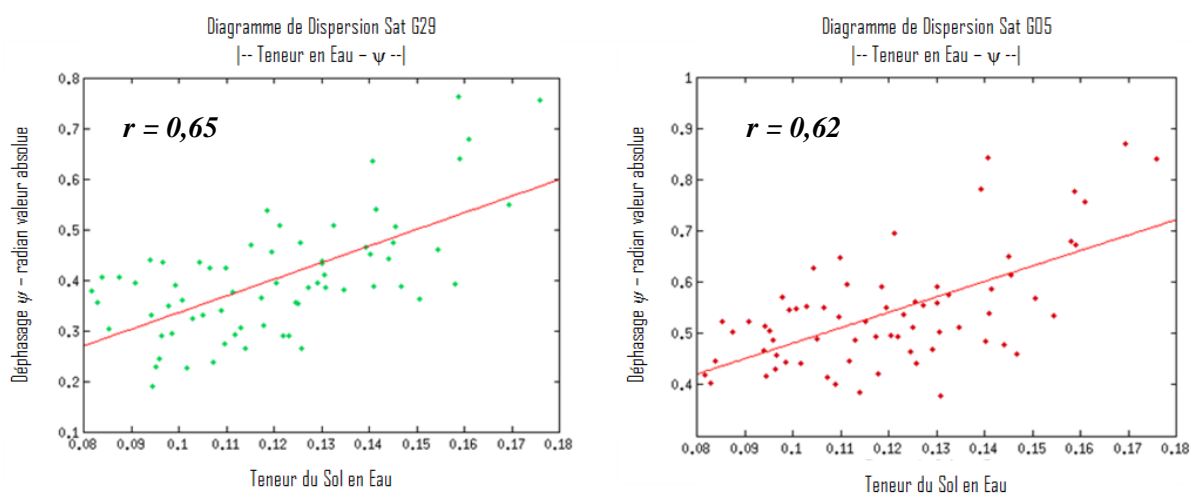 Diagramme de Dispersion Sat G29
|-- Teneur en Eau – ψ --|
r = 0,65
Déphasage ψ – radian valeur absolue
0.8
0.7
0.6
0.5
0.4
0.3
0.2
0.1
0.08 0.09 0.1 0.11 0.12 0.13 0.14 0.15 0.16 0.17 0.18
Teneur du Sol en Eau
Diagramme de Dispersion Sat G05
|-- Teneur en Eau – ψ --|
r = 0,62
Déphasage ψ – radian valeur absolue
1
0.9
0.8
0.7
0.6
0.5
0.4
0.08 0.09 0.1 0.11 0.12 0.13 0.14 0.15 0.16 0.17 0.18
Teneur du Sol en Eau